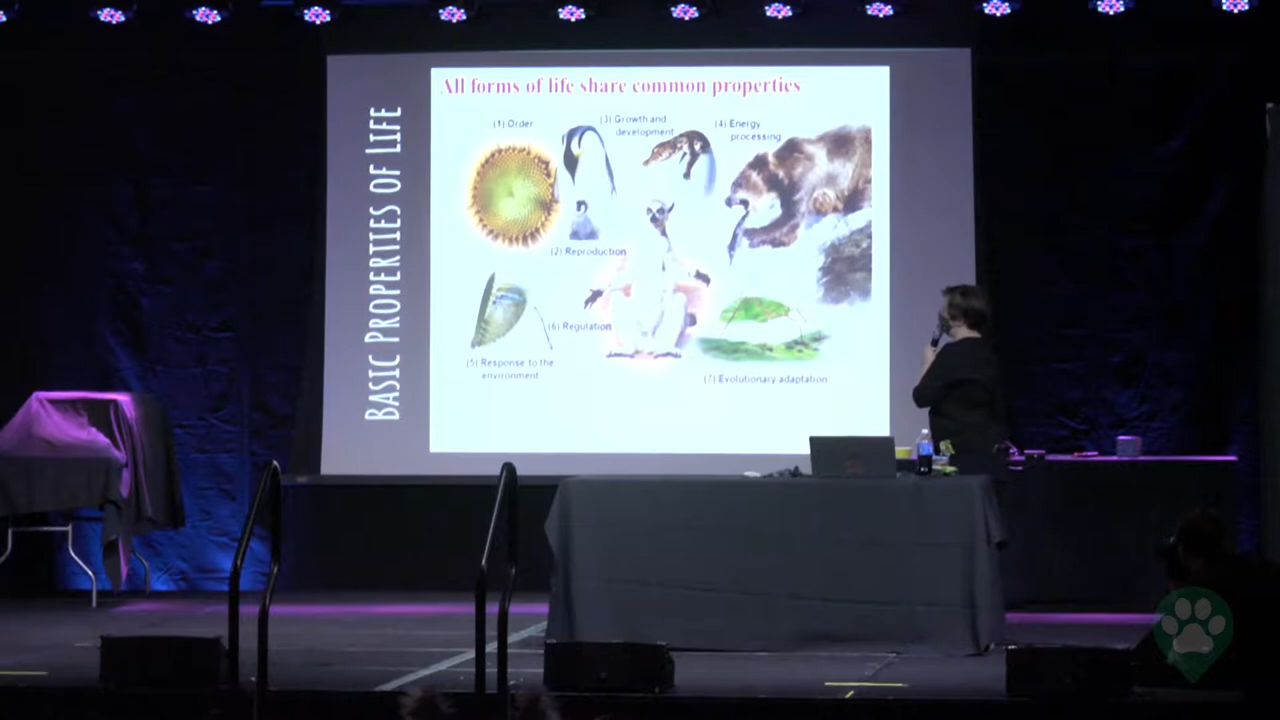 BASIC PROPERTIES OF LIFE
All forms of life share common properties
(1) Order
(3) Growth and
development
(4) Energy
processing
(2) Reproduction
(6) Regulation
(5) Response to the
environment
(7) Evolutionary adaptation